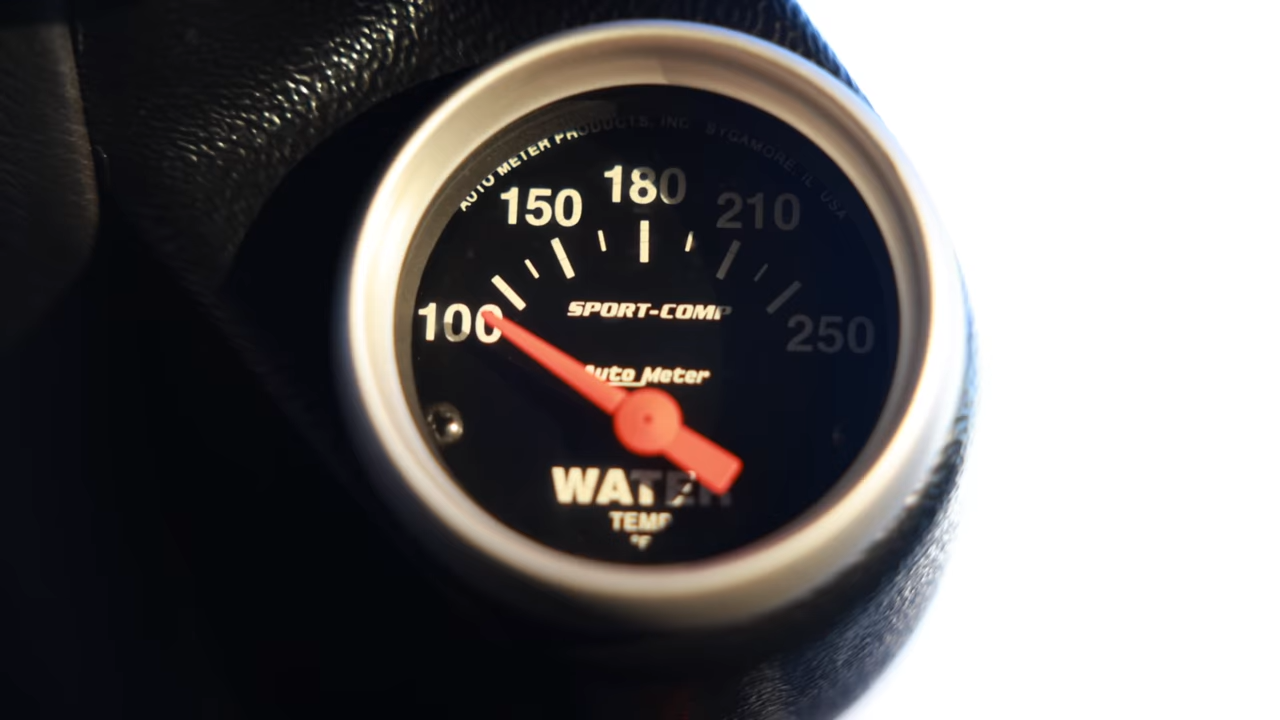 AUTO METER PRODUCTS, INC SYCAMORE, IL USA
100 150 180 210 250
SPORT-COMP
Auto Meter
WATER
TEMP
°F